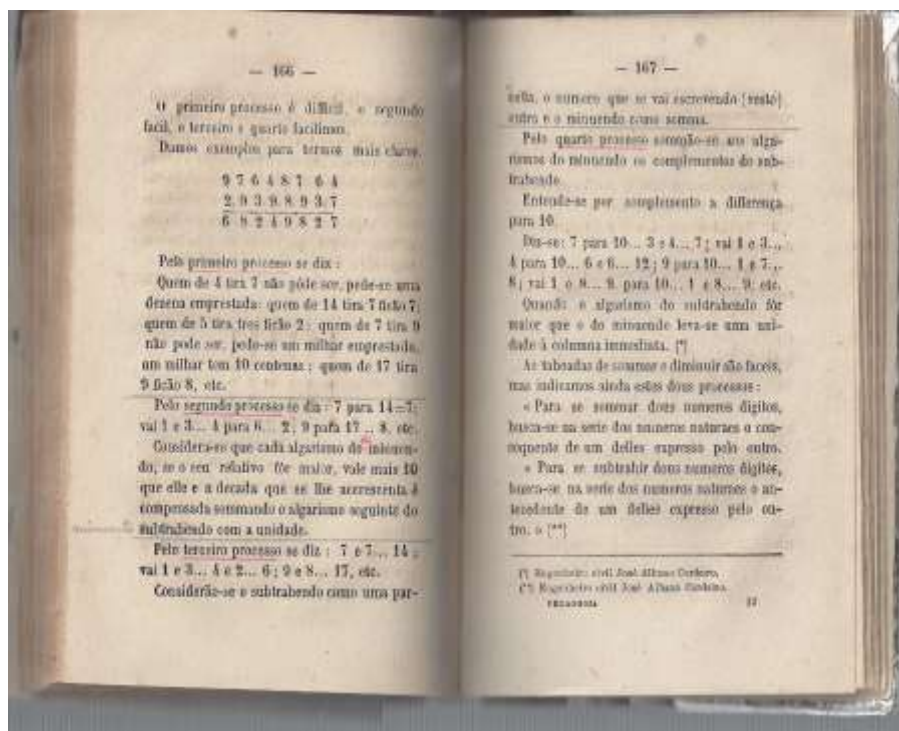 — 166 —
O primeiro processo é difficil, o segundo
facil, o terceiro e quarto facilimos.
Damos exemplos para termos mais clareza.
9 7 6 4 8 7 6 4
2 9 3 9 8 9 3 7
6 8 2 4 9 8 2 7
Pelo primeiro processo se diz :
Quem de 4 tira 7 não póde ser, pede-se uma
dezena emprestada: quem de 14 tira 7 ficão 7;
quem de 5 tira tres ficão 2; quem de 7 tira 9
não pode ser, pede-se um milhar emprestado,
um milhar tem 10 centenas; quem de 17 tira
9 ficão 8, etc.
Pelo segundo processo se diz: 7 para 14=7;
vai 1 e 3... 4 para 6... 2; 9 para 17... 8, etc.
Considera-se que cada algarismo do minuen-
do, se o seu relativo fôr maior, vale mais 10
que elle e a decada que se lhe accrescenta é
compensada sommando o algarismo seguinte do
subtrahendo com a unidade.
Pelo terceiro processo se diz : 7 e 7... 14 ;
vai 1 e 3... 4 e 2... 6; 9 e 8... 17, etc.
Considerão-se o subtrahendo como uma par-
— 167 —
o numero que se vai escrevendo (resto)
outra e o minuendo como somma.
Pelo quarto processo sommão-se aos alga-
rismos do minuendo os complementos do sub-
trahendo.
Entende-se por complemento a differença
para 10.
Diz-se: 7 para 10... 3 e 4... 7; vai 1 e 3...
4 para 10... 6 e 6... 12; 9 para 10... 1 e 7...
8; vai 1 e 8... 9, para 10... 1 e 8... 9, etc.
Quando o algarismo do subtrahendo fôr
maior que o do minuendo leva-se uma uni-
dade à columna immediata. (*)
As taboadas de sommar e diminuir são faceis,
mas indicamos ainda estes dous processos :
« Para se sommar dous numeros digitos,
busca-se na serie dos numeros naturaes o con-
sequente de um delles expresso pelo outro.
« Para se subtrahir dous numeros digitos,
busca-se na serie dos numeros naturaes o an-
tecedente de um delles expresso pelo ou-
tro. » (**)
(*) Engenheiro civil José Albano Cordeiro.
(**) Engenheiro civil José Albano Cordeiro.
PEDAGOGIA 12